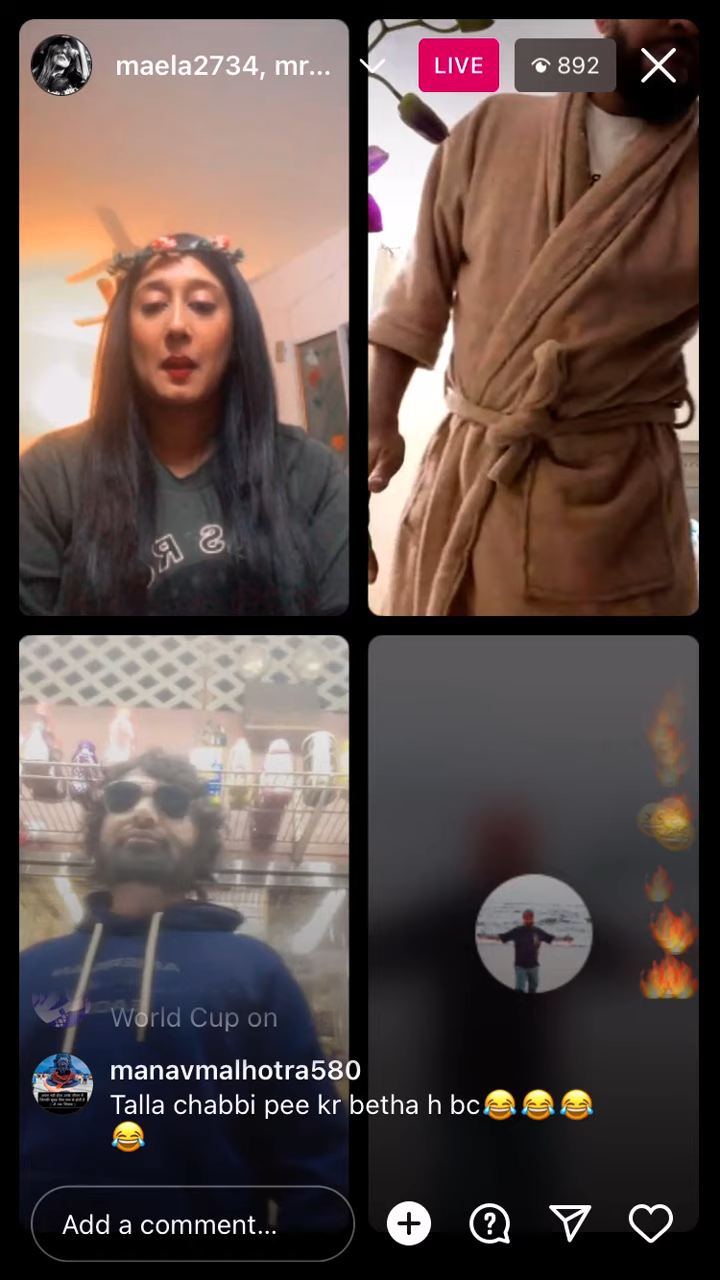 maela2734, mr...
LIVE
892
World Cup on
manavmalhotra580
Talla chabbi pee kr betha h bc😂😂😂
😂
Add a comment...